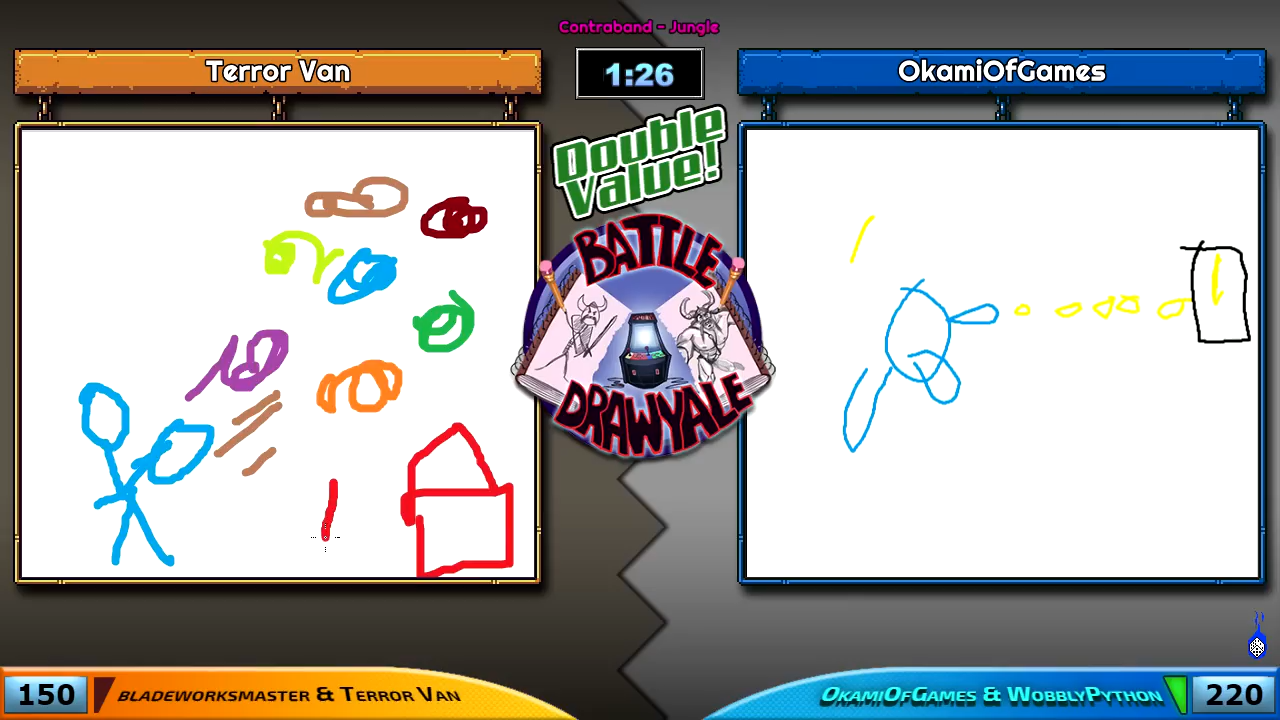 Contraband - Jungle
Terror Van
1:26
OkamiOfGames
Double
Value!
BATTLE
DRAWYALE
150
BLADEWORKSMASTER & TERROR VAN
OKAMIOFGAMES & WOBBLYPYTHON
220